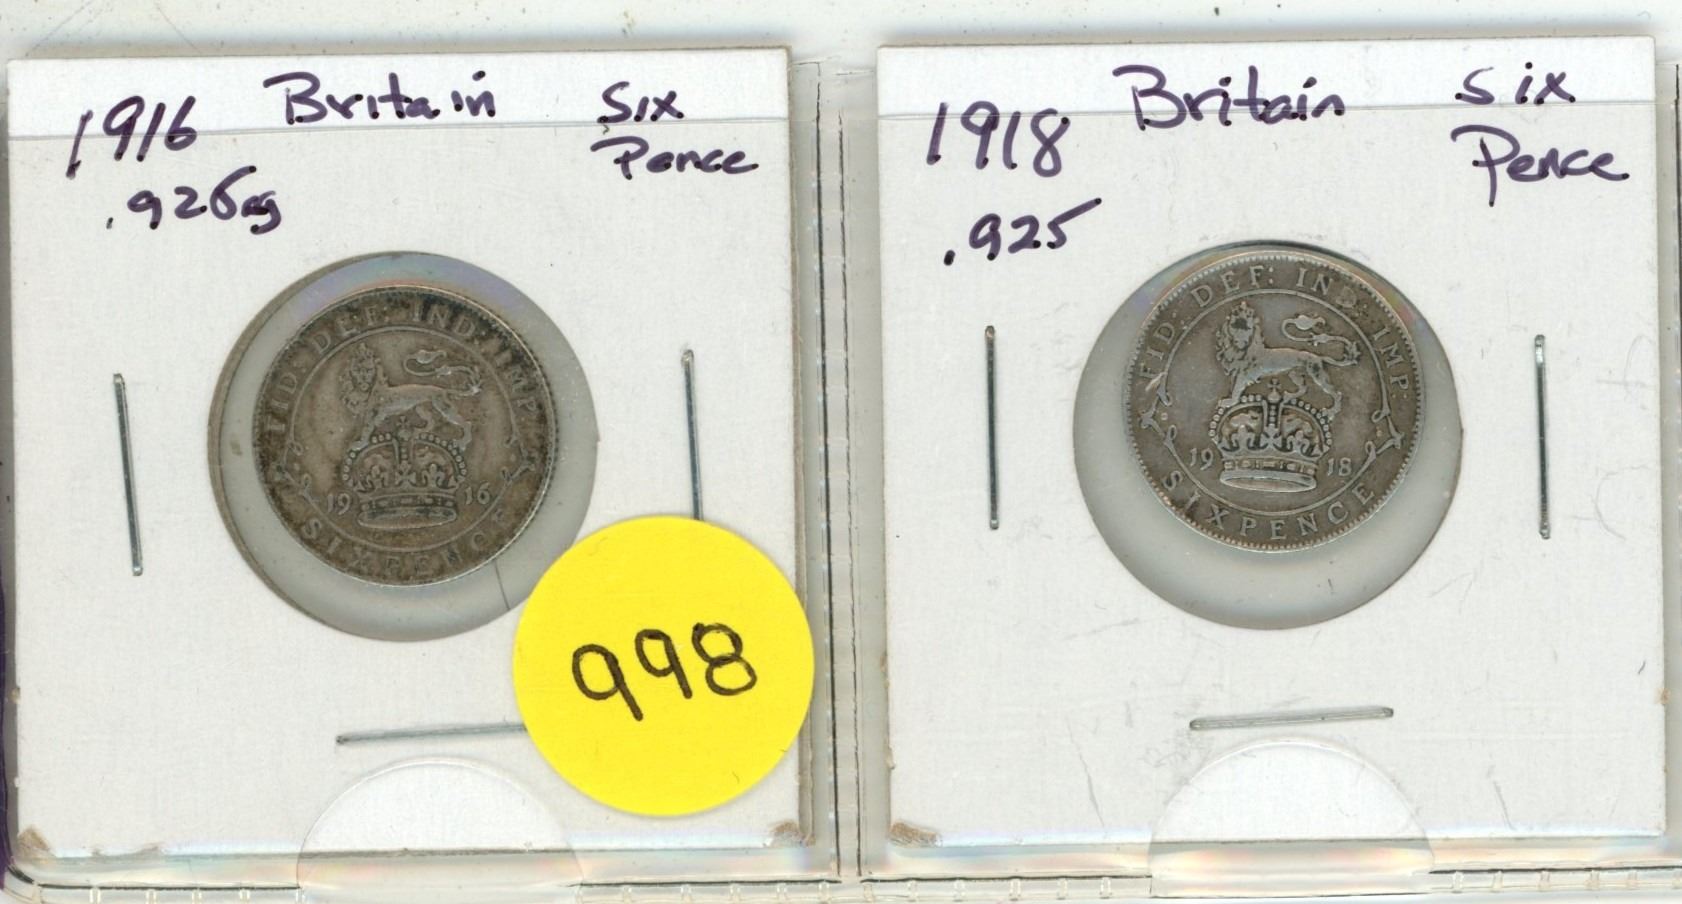 1916 Britain Six
Pence
.925ag
FID: DEF: IND: IMP
19 16
SIXPENCE
998
1918 Britain Six
Pence
.925
FID: DEF: IND: IMP:
19 18
SIXPENCE